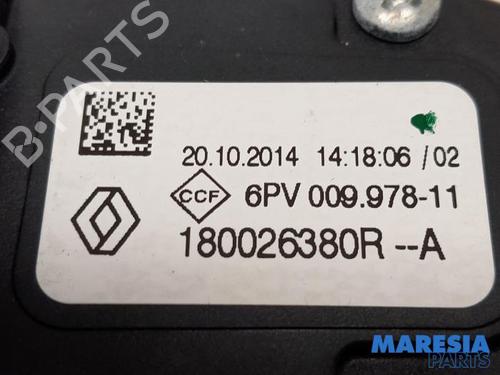 B-PARTS
20.10.2014 14:18:06 /02
CCF 6PV 009.978-11
180026380R --A
MARESIA
PARTS